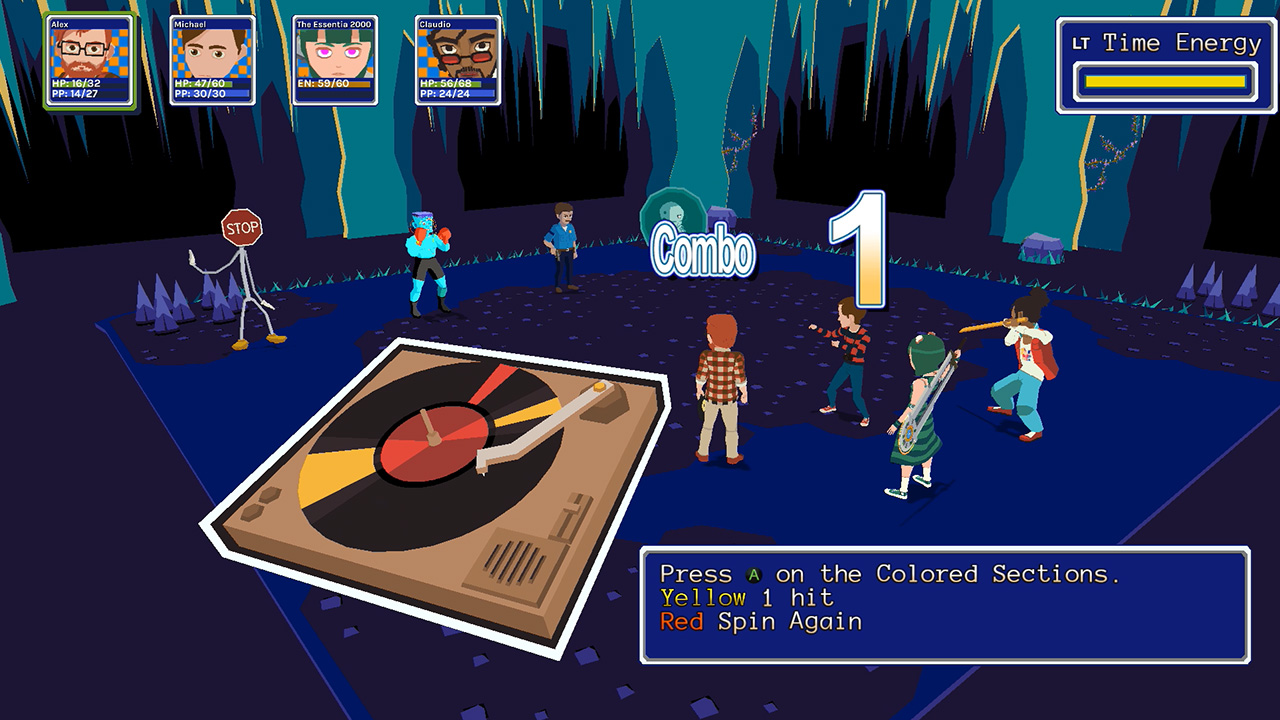 Alex
HP: 16/32
PP: 14/27
Michael
HP: 47/60
PP: 30/30
The Essentia 2000
EN: 59/60
Claudio
HP: 56/68
PP: 24/24
LT Time Energy
STOP
Combo
1
Press A on the Colored Sections.
Yellow 1 hit
Red Spin Again